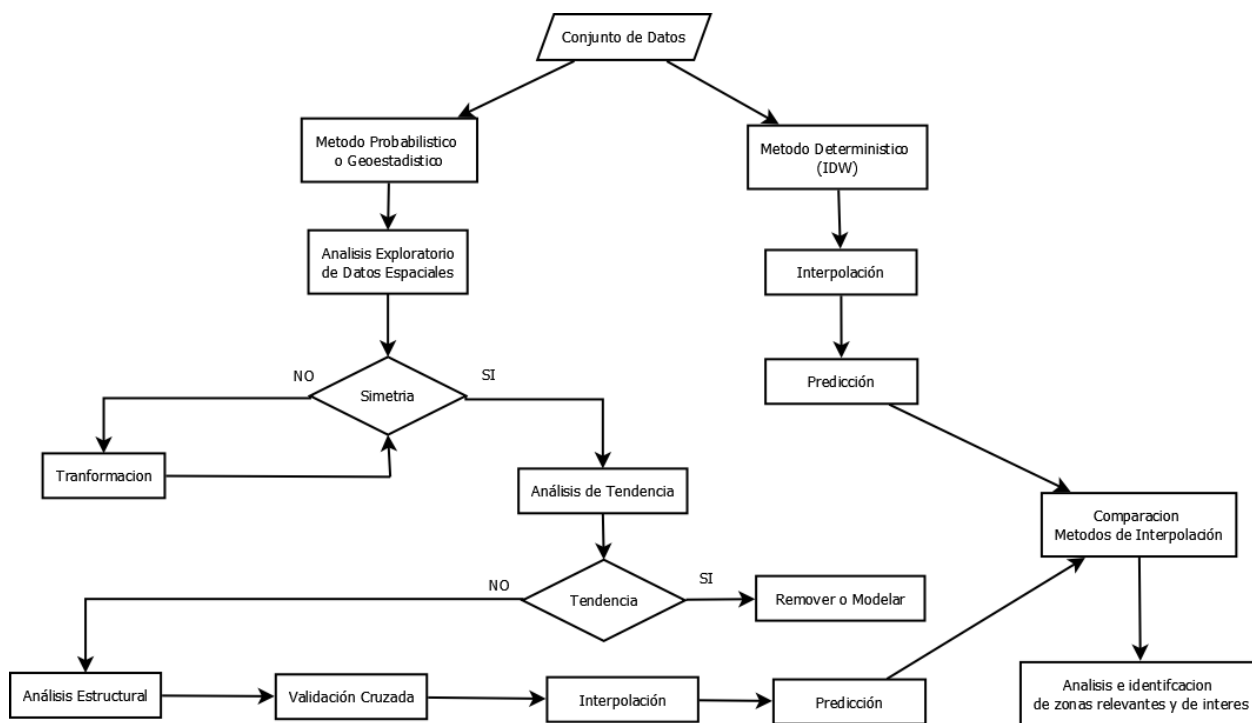 Conjunto de Datos
Metodo Probabilistico
o Geoestadistico
Metodo Deterministico
(IDW)
Analisis Exploratorio
de Datos Espaciales
Interpolación
Predicción
NO
SI
Simetria
Tranformacion
Análisis de Tendencia
Comparacion
Metodos de Interpolación
NO
SI
Tendencia
Remover o Modelar
Análisis Estructural
Validación Cruzada
Interpolación
Predicción
Analisis e identifcacion
de zonas relevantes y de interes